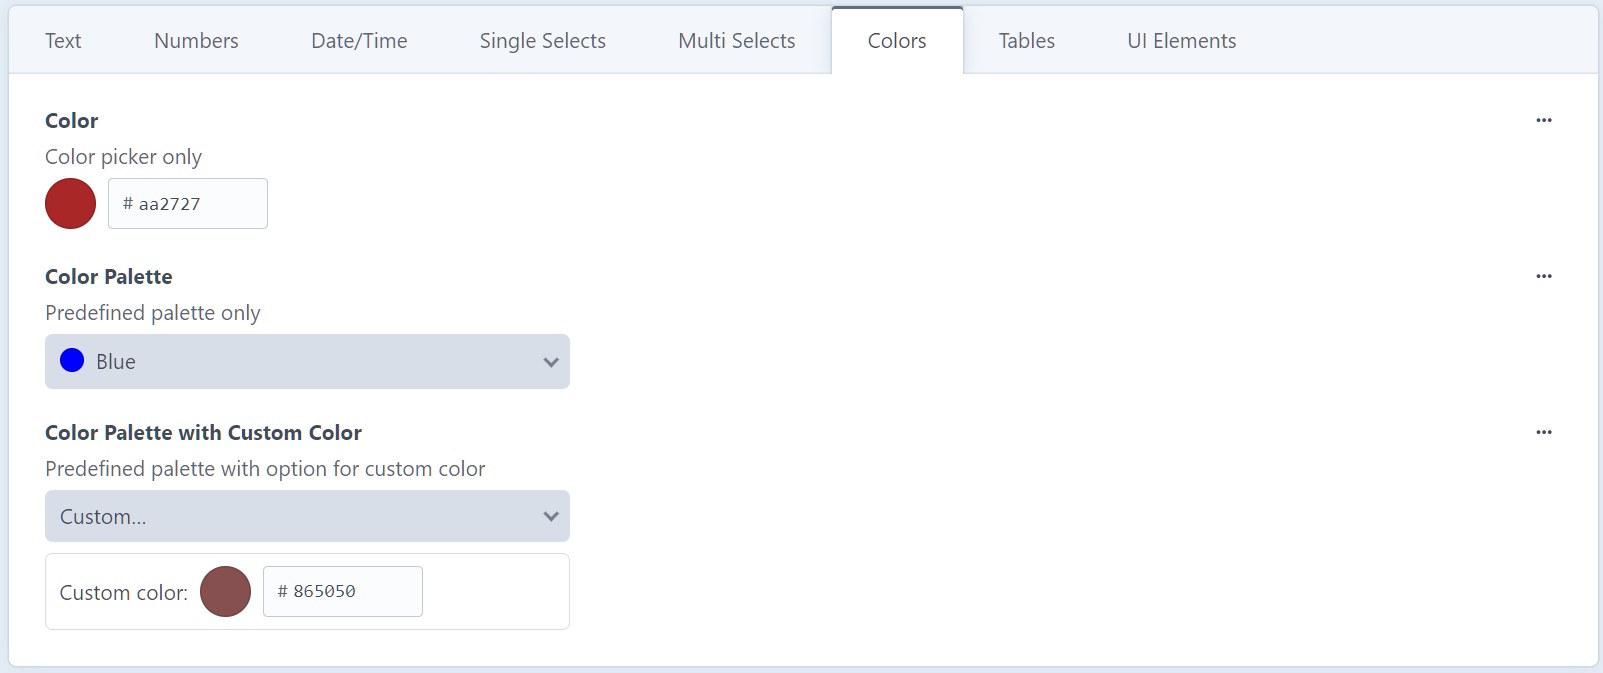 Text Numbers Date/Time Single Selects Multi Selects Colors Tables UI Elements
Color
Color picker only
# aa2727
Color Palette
Predefined palette only
Blue
Color Palette with Custom Color
Predefined palette with option for custom color
Custom...
Custom color: # 865050